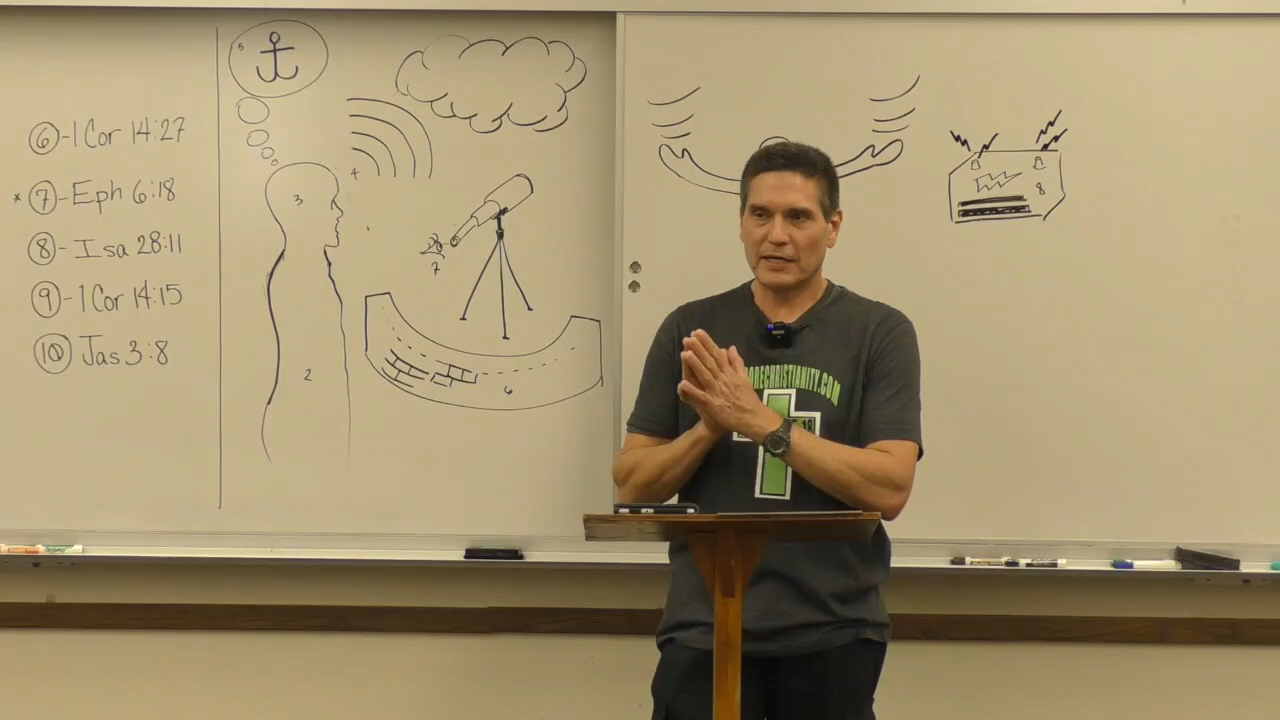 ⑥-1 Cor 14:27
* ⑦-Eph 6:18
⑧-Isa 28:11
⑨-1 Cor 14:15
⑩ Jas 3:8
5
3
4
2
7
6
8